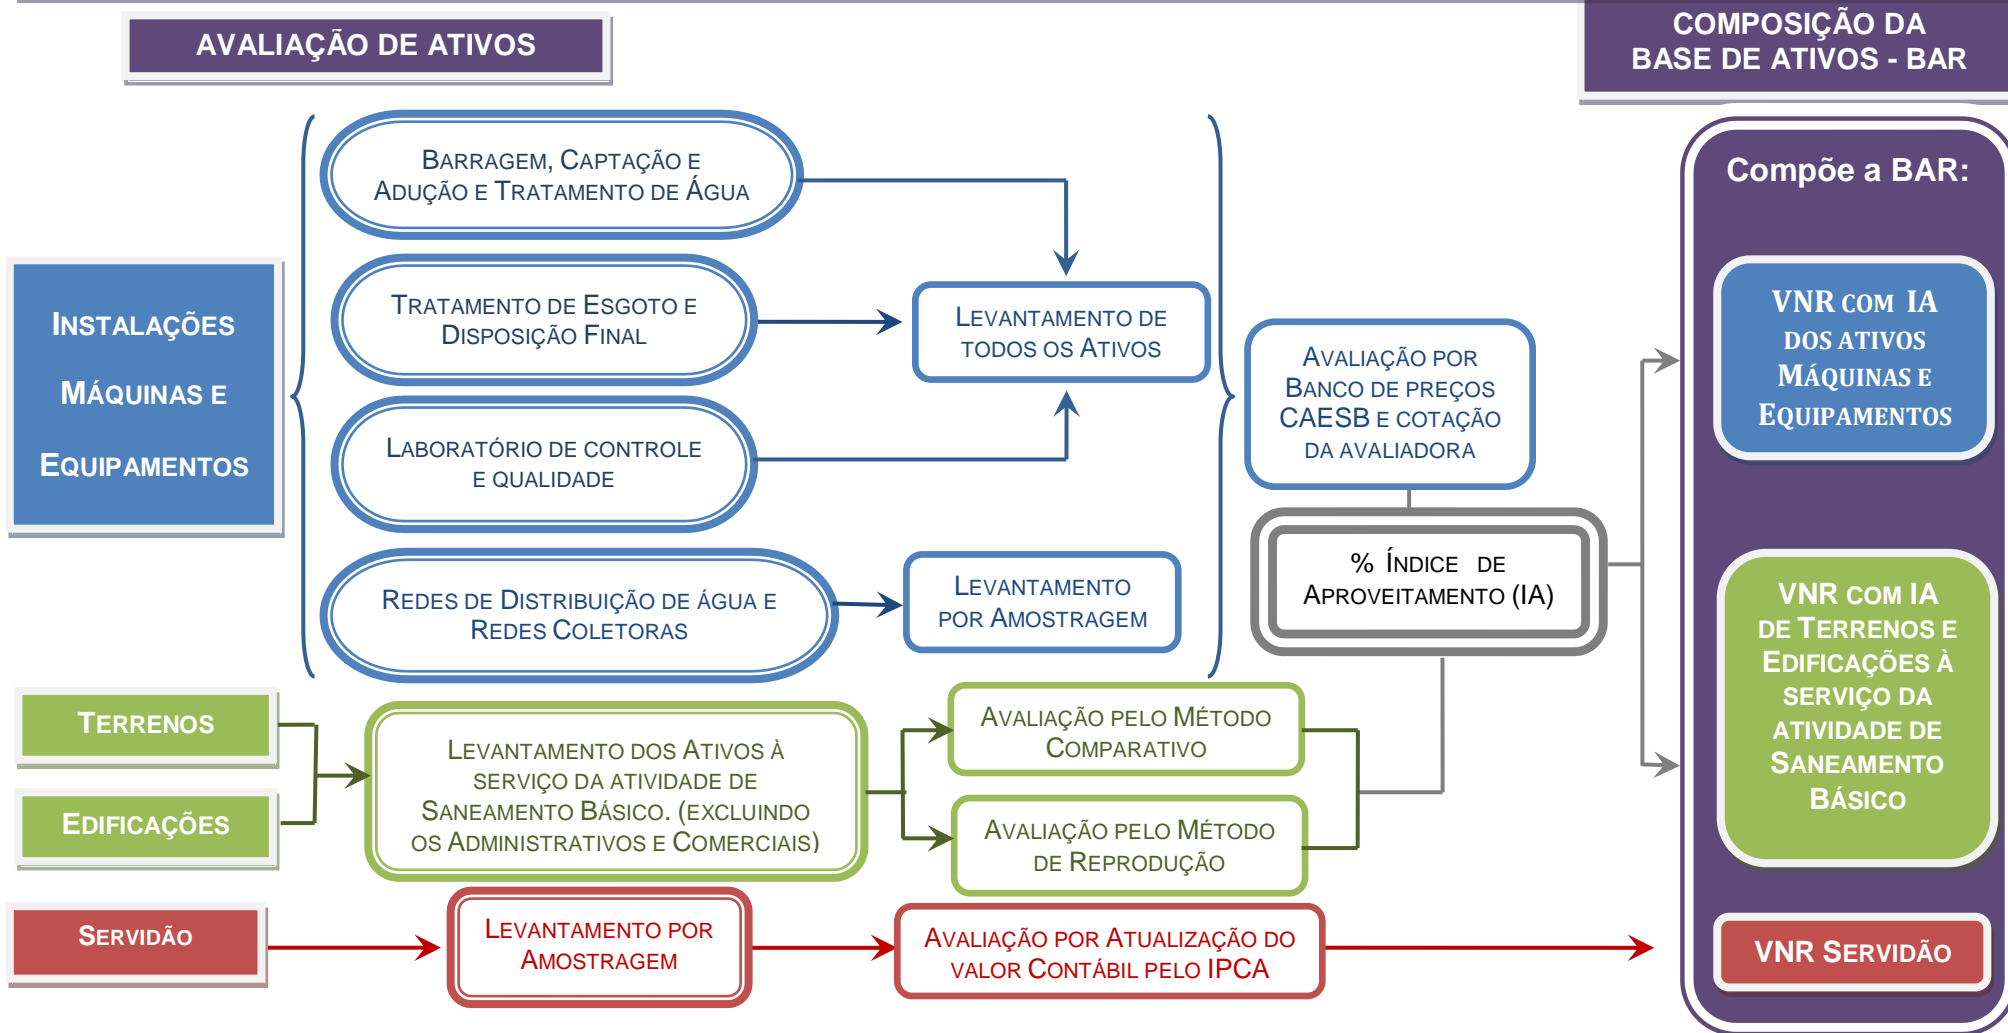 AVALIAÇÃO DE ATIVOS
COMPOSIÇÃO DA
BASE DE ATIVOS - BAR
INSTALAÇÕES
MÁQUINAS E
EQUIPAMENTOS
BARRAGEM, CAPTAÇÃO E
ADUÇÃO E TRATAMENTO DE ÁGUA
TRATAMENTO DE ESGOTO E
DISPOSIÇÃO FINAL
LABORATÓRIO DE CONTROLE
E QUALIDADE
REDES DE DISTRIBUIÇÃO DE ÁGUA E
REDES COLETORAS
LEVANTAMENTO DE
TODOS OS ATIVOS
LEVANTAMENTO
POR AMOSTRAGEM
AVALIAÇÃO POR
BANCO DE PREÇOS
CAESB E COTAÇÃO
DA AVALIADORA
% ÍNDICE DE
APROVEITAMENTO (IA)
TERRENOS
EDIFICAÇÕES
LEVANTAMENTO DOS ATIVOS À
SERVIÇO DA ATIVIDADE DE
SANEAMENTO BÁSICO. (EXCLUINDO
OS ADMINISTRATIVOS E COMERCIAIS)
AVALIAÇÃO PELO MÉTODO
COMPARATIVO
AVALIAÇÃO PELO MÉTODO
DE REPRODUÇÃO
SERVIDÃO
LEVANTAMENTO POR
AMOSTRAGEM
AVALIAÇÃO POR ATUALIZAÇÃO DO
VALOR CONTÁBIL PELO IPCA
Compõe a BAR:
VNR COM IA
DOS ATIVOS
MÁQUINAS E
EQUIPAMENTOS
VNR COM IA
DE TERRENOS E
EDIFICAÇÕES À
SERVIÇO DA
ATIVIDADE DE
SANEAMENTO
BÁSICO
VNR SERVIDÃO